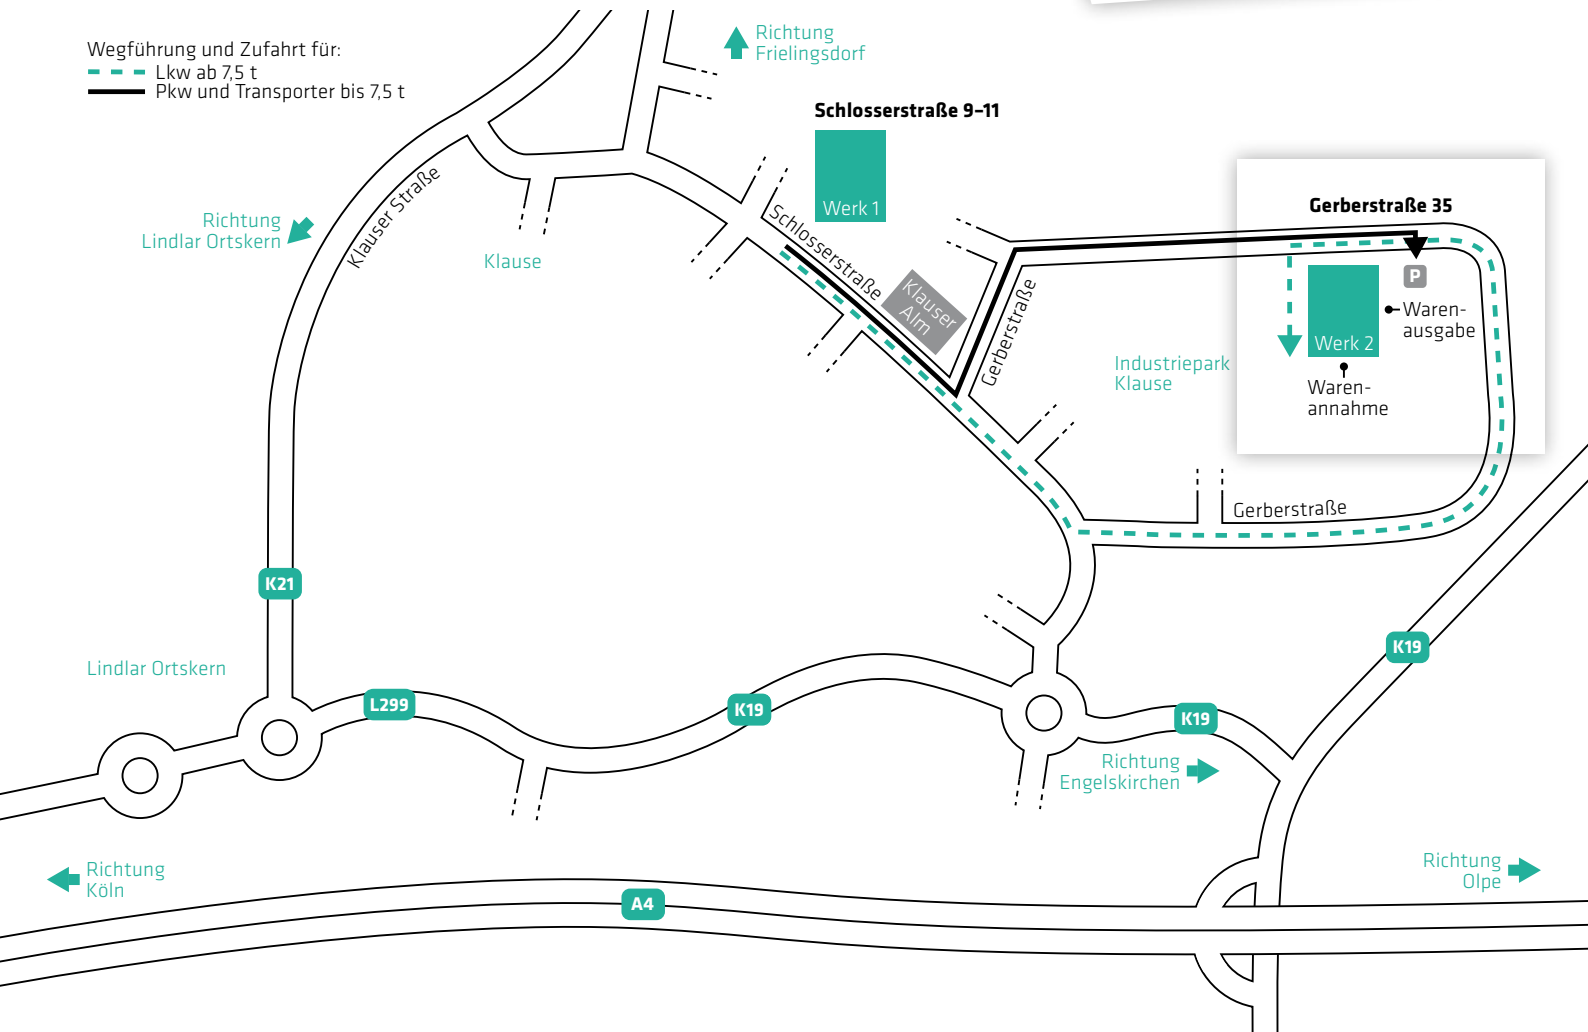 Wegführung und Zufahrt für:
Lkw ab 7,5 t
Pkw und Transporter bis 7,5 t
Richtung
Frielingsdorf
Schlosserstraße 9–11
Werk 1
Richtung
Lindlar Ortskern
Klauser Straße
Klause
Schlosserstraße
Klauser
Alm
Gerberstraße
Gerberstraße 35
P
Waren-
ausgabe
Werk 2
Waren-
annahme
Industriepark
Klause
Gerberstraße
K21
K19
Lindlar Ortskern
L299
K19
K19
Richtung
Engelskirchen
Richtung
Köln
A4
Richtung
Olpe